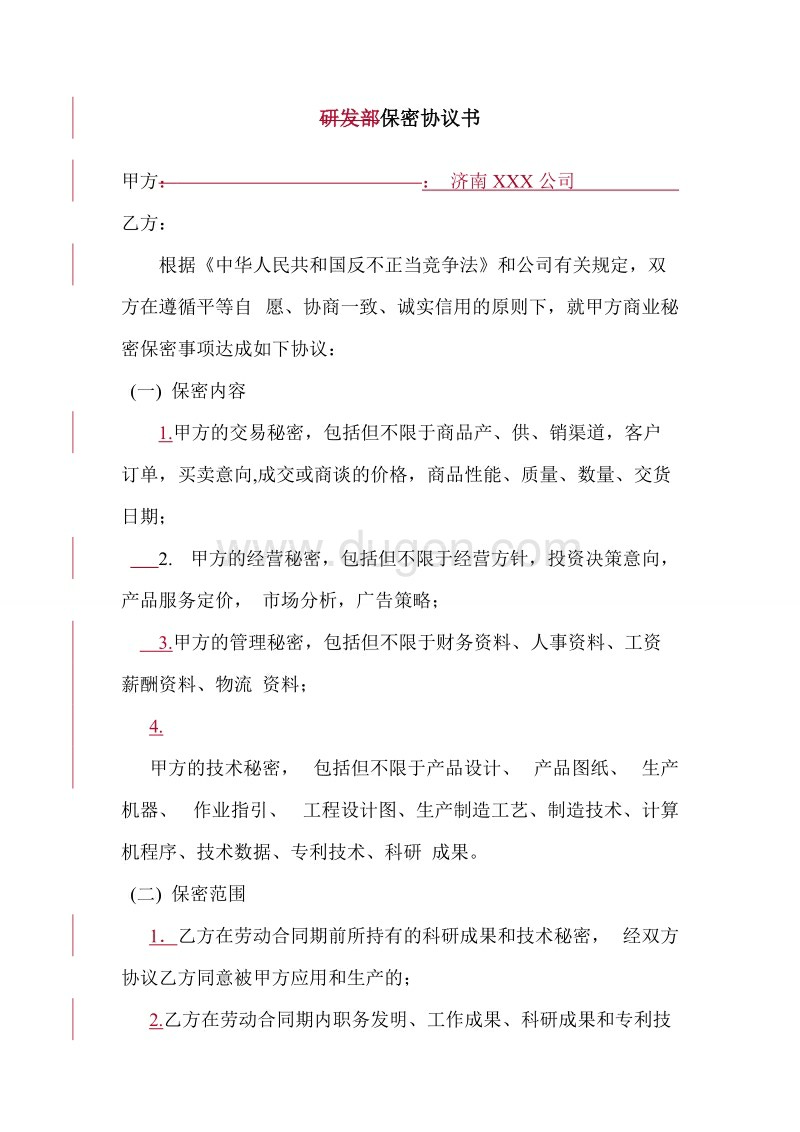 研发部保密协议书
甲方：：　济南 XXX 公司
乙方：
根据《中华人民共和国反不正当竞争法》和公司有关规定，双
方在遵循平等自 愿、协商一致、诚实信用的原则下，就甲方商业秘
密保密事项达成如下协议：
(一) 保密内容
1.甲方的交易秘密，包括但不限于商品产、供、销渠道，客户
订单，买卖意向,成交或商谈的价格，商品性能、质量、数量、交货
日期；
www.dugen.com
2. 甲方的经营秘密，包括但不限于经营方针，投资决策意向，
产品服务定价， 市场分析，广告策略；
3.甲方的管理秘密，包括但不限于财务资料、人事资料、工资
薪酬资料、物流 资料；
4.
甲方的技术秘密， 包括但不限于产品设计、 产品图纸、 生产
机器、 作业指引、 工程设计图、生产制造工艺、制造技术、计算
机程序、技术数据、专利技术、科研 成果。
(二) 保密范围
1. 乙方在劳动合同期前所持有的科研成果和技术秘密， 经双方
协议乙方同意被甲方应用和生产的；
2.乙方在劳动合同期内职务发明、工作成果、科研成果和专利技